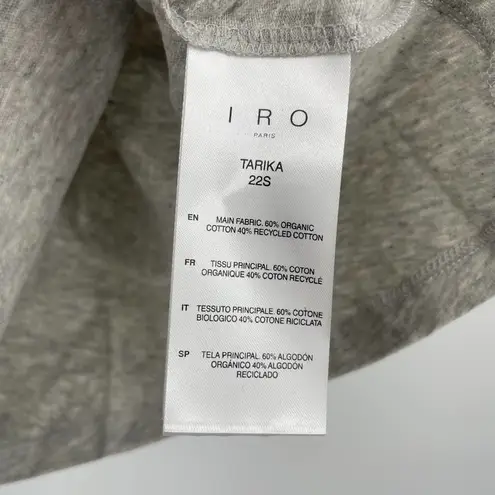 IRO
PARIS
TARIKA
22S
EN MAIN FABRIC. 60% ORGANIC
COTTON 40% RECYCLED COTTON
FR TISSU PRINCIPAL. 60% COTON
ORGANIQUE 40% COTON RECYCLÉ
IT TESSUTO PRINCIPALE. 60% COTONE
BIOLOGICO 40% COTONE RICICLATA
SP TELA PRINCIPAL. 60% ALGODÓN
ORGÁNICO 40% ALGODÓN
RECICLADO